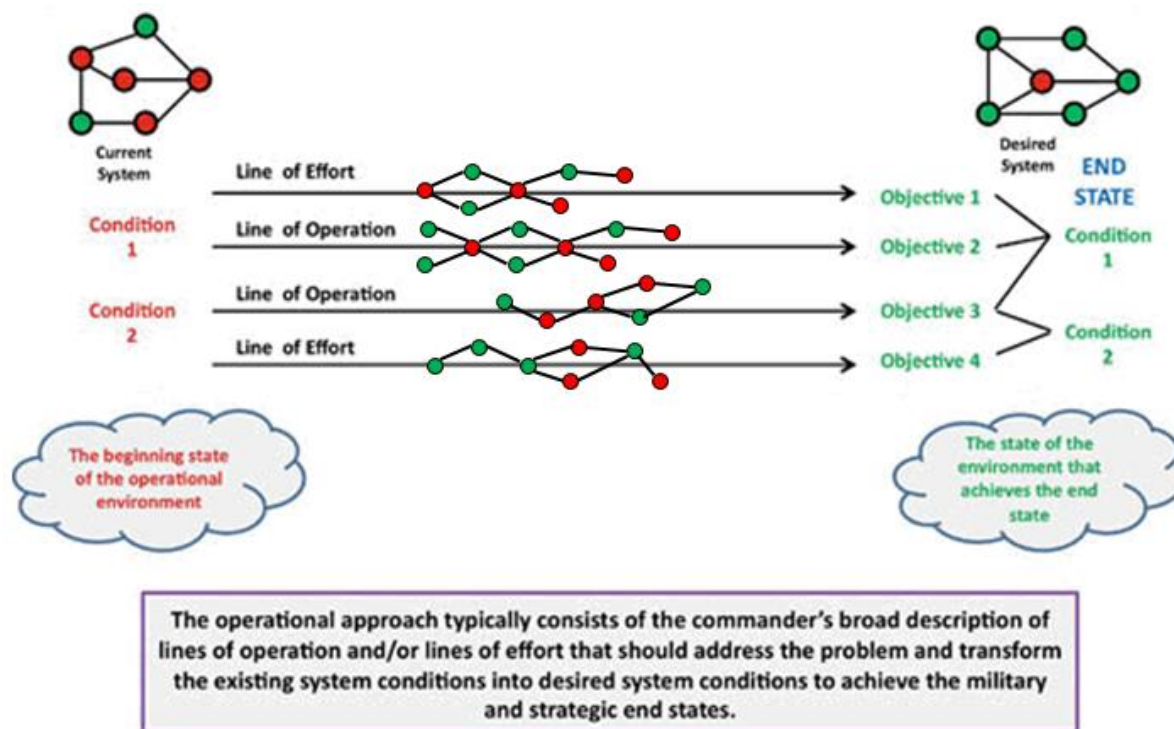 Current
System
Desired
System
END
STATE
Line of Effort
Objective 1
Condition
1
Line of Operation
Objective 2
Condition
1
Line of Operation
Condition
2
Objective 3
Condition
2
Line of Effort
Objective 4
The beginning state
of the operational
environment
The state of the
environment that
achieves the end
state
The operational approach typically consists of the commander's broad description of
lines of operation and/or lines of effort that should address the problem and transform
the existing system conditions into desired system conditions to achieve the military
and strategic end states.